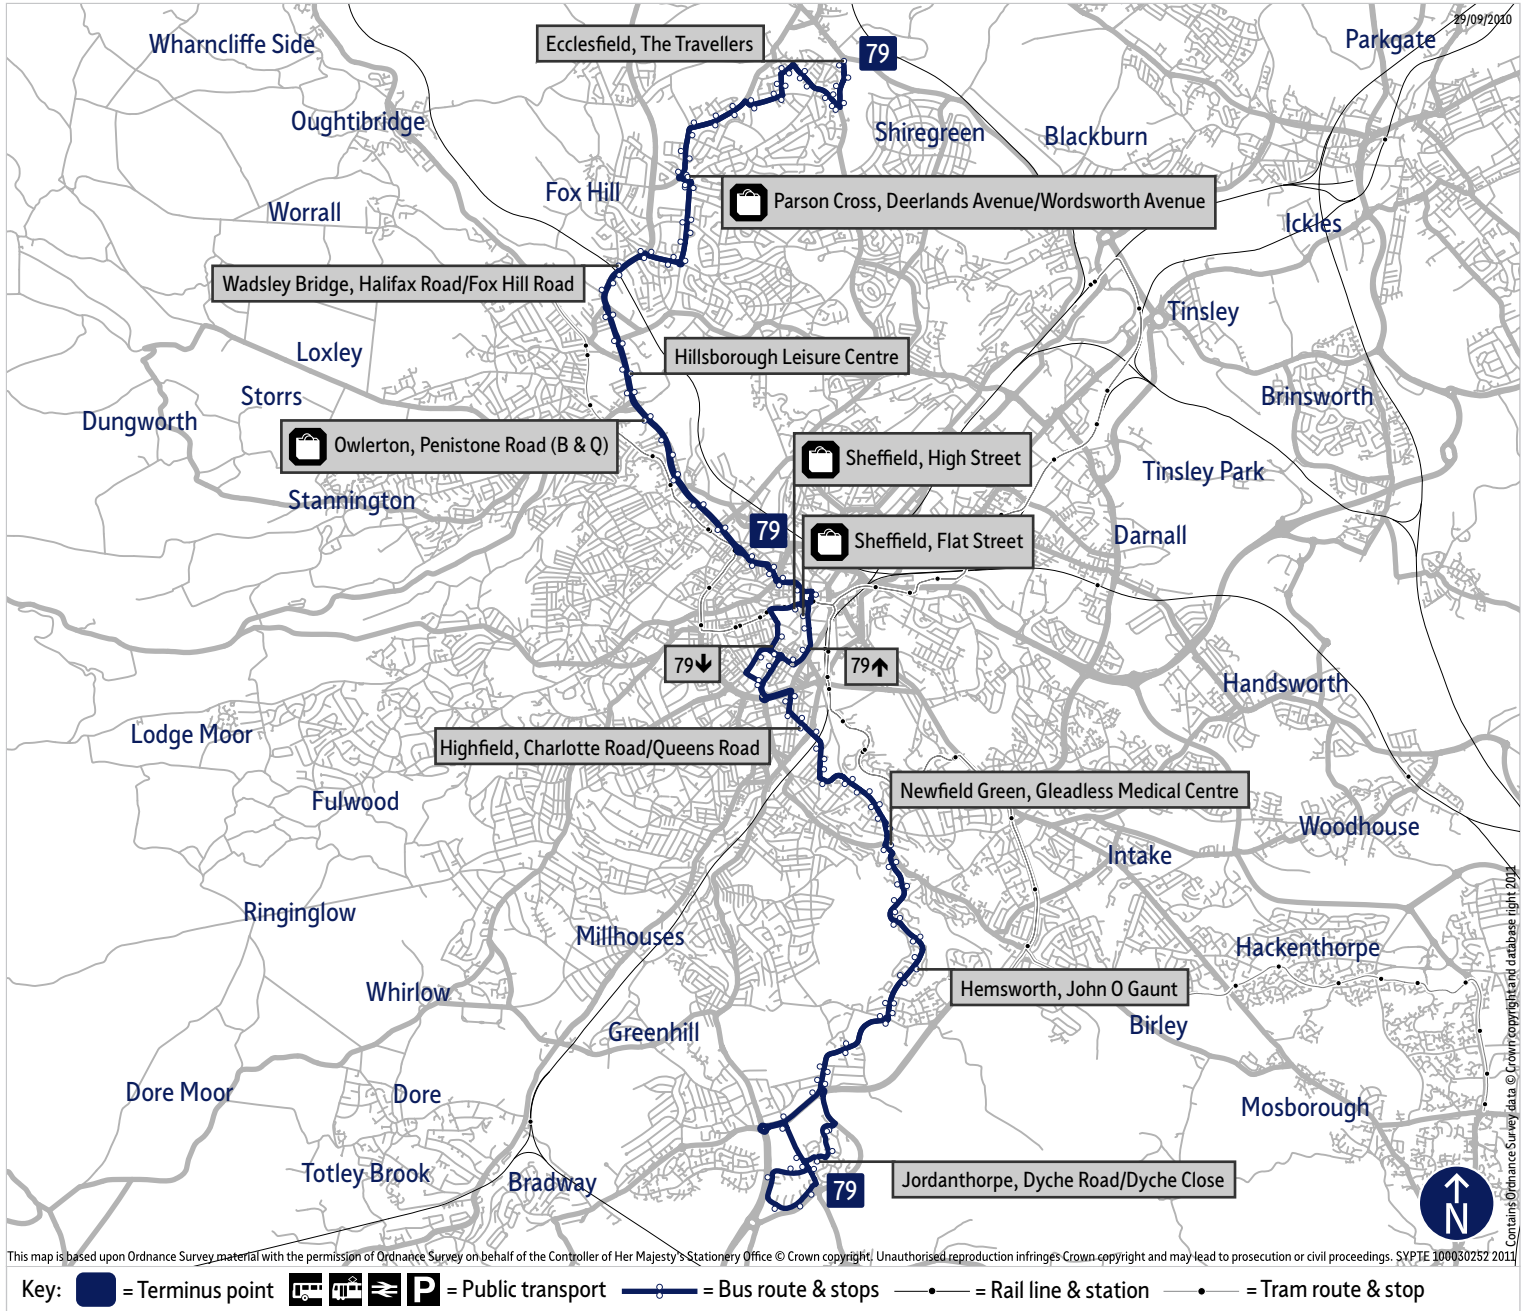 29/09/2010
Wharncliffe Side
Ecclesfield, The Travellers
79
Parkgate
Oughtibridge
Shiregreen
Blackburn
Fox Hill
Parson Cross, Deerlands Avenue/Wordsworth Avenue
Worrall
Ickles
Wadsley Bridge, Halifax Road/Fox Hill Road
Tinsley
Loxley
Hillsborough Leisure Centre
Storrs
Brinsworth
Dungworth
Owlerton, Penistone Road (B & Q)
Sheffield, High Street
Tinsley Park
Stannington
79
Sheffield, Flat Street
Darnall
79
79
Handsworth
Lodge Moor
Highfield, Charlotte Road/Queens Road
Newfield Green, Gleadless Medical Centre
Fulwood
Woodhouse
Intake
Ringinglow
Millhouses
Hackenthorpe
Whirlow
Hemsworth, John O Gaunt
Greenhill
Birley
Dore Moor
Dore
Mosborough
Totley Brook
Bradway
Jordanthorpe, Dyche Road/Dyche Close
79
N
Contains Ordnance Survey data © Crown copyright and database right 2011
This map is based upon Ordnance Survey material with the permission of Ordnance Survey on behalf of the Controller of Her Majesty's Stationery Office © Crown copyright. Unauthorised reproduction infringes Crown copyright and may lead to prosecution or civil proceedings. SYPTE 100030252 2011
Key: = Terminus point P = Public transport = Bus route & stops = Rail line & station = Tram route & stop